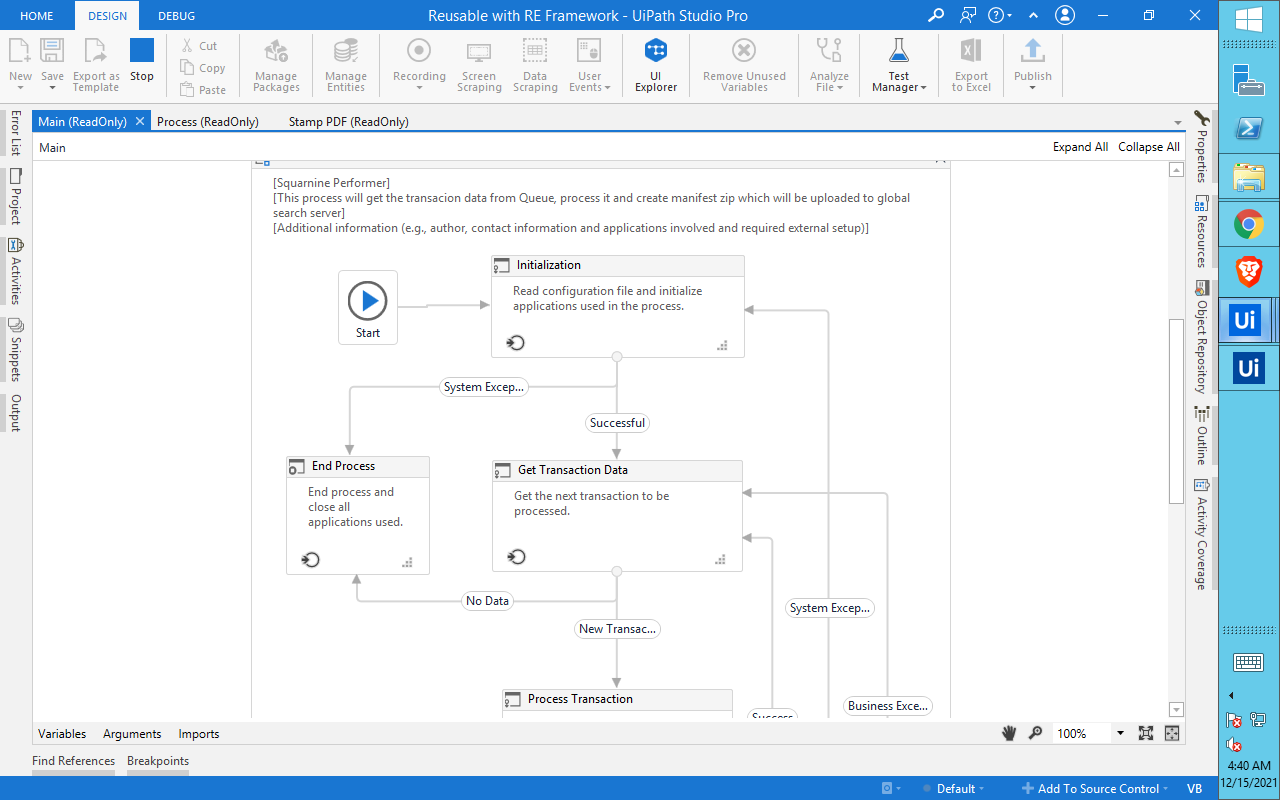 HOME DESIGN DEBUG Reusable with RE Framework - UiPath Studio Pro
New Save Export as Template Stop
Cut
Copy
Paste
Manage Packages
Manage Entities
Recording
Screen Scraping
Data Scraping
User Events
UI Explorer
Remove Unused Variables
Analyze File
Test Manager
Export to Excel
Publish
Main (ReadOnly) Process (ReadOnly) Stamp PDF (ReadOnly)
Main Expand All Collapse All
Error List
Project
Activities
Snippets
Output
[Squarnine Performer]
[This process will get the transacion data from Queue, process it and create manifest zip which will be uploaded to global
search server]
[Additional information (e.g., author, contact information and applications involved and required external setup)]
Start
Initialization
Read configuration file and initialize
applications used in the process.
System Excep...
Successful
End Process
End process and
close all
applications used.
Get Transaction Data
Get the next transaction to be
processed.
No Data
New Transac...
System Excep...
Process Transaction
Business Exce...
Success
Properties
Resources
Object Repository
Outline
Activity Coverage
Ui
Ui
Variables Arguments Imports 100%
Find References Breakpoints
Default Add To Source Control VB
4:40 AM
12/15/2021